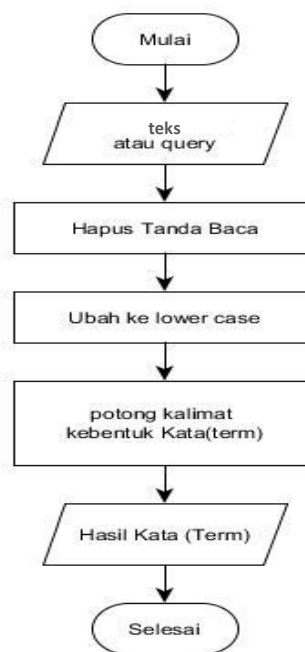 Mulai
teks
atau query
Hapus Tanda Baca
Ubah ke lower case
potong kalimat
kebentuk Kata(term)
Hasil Kata (Term)
Selesai